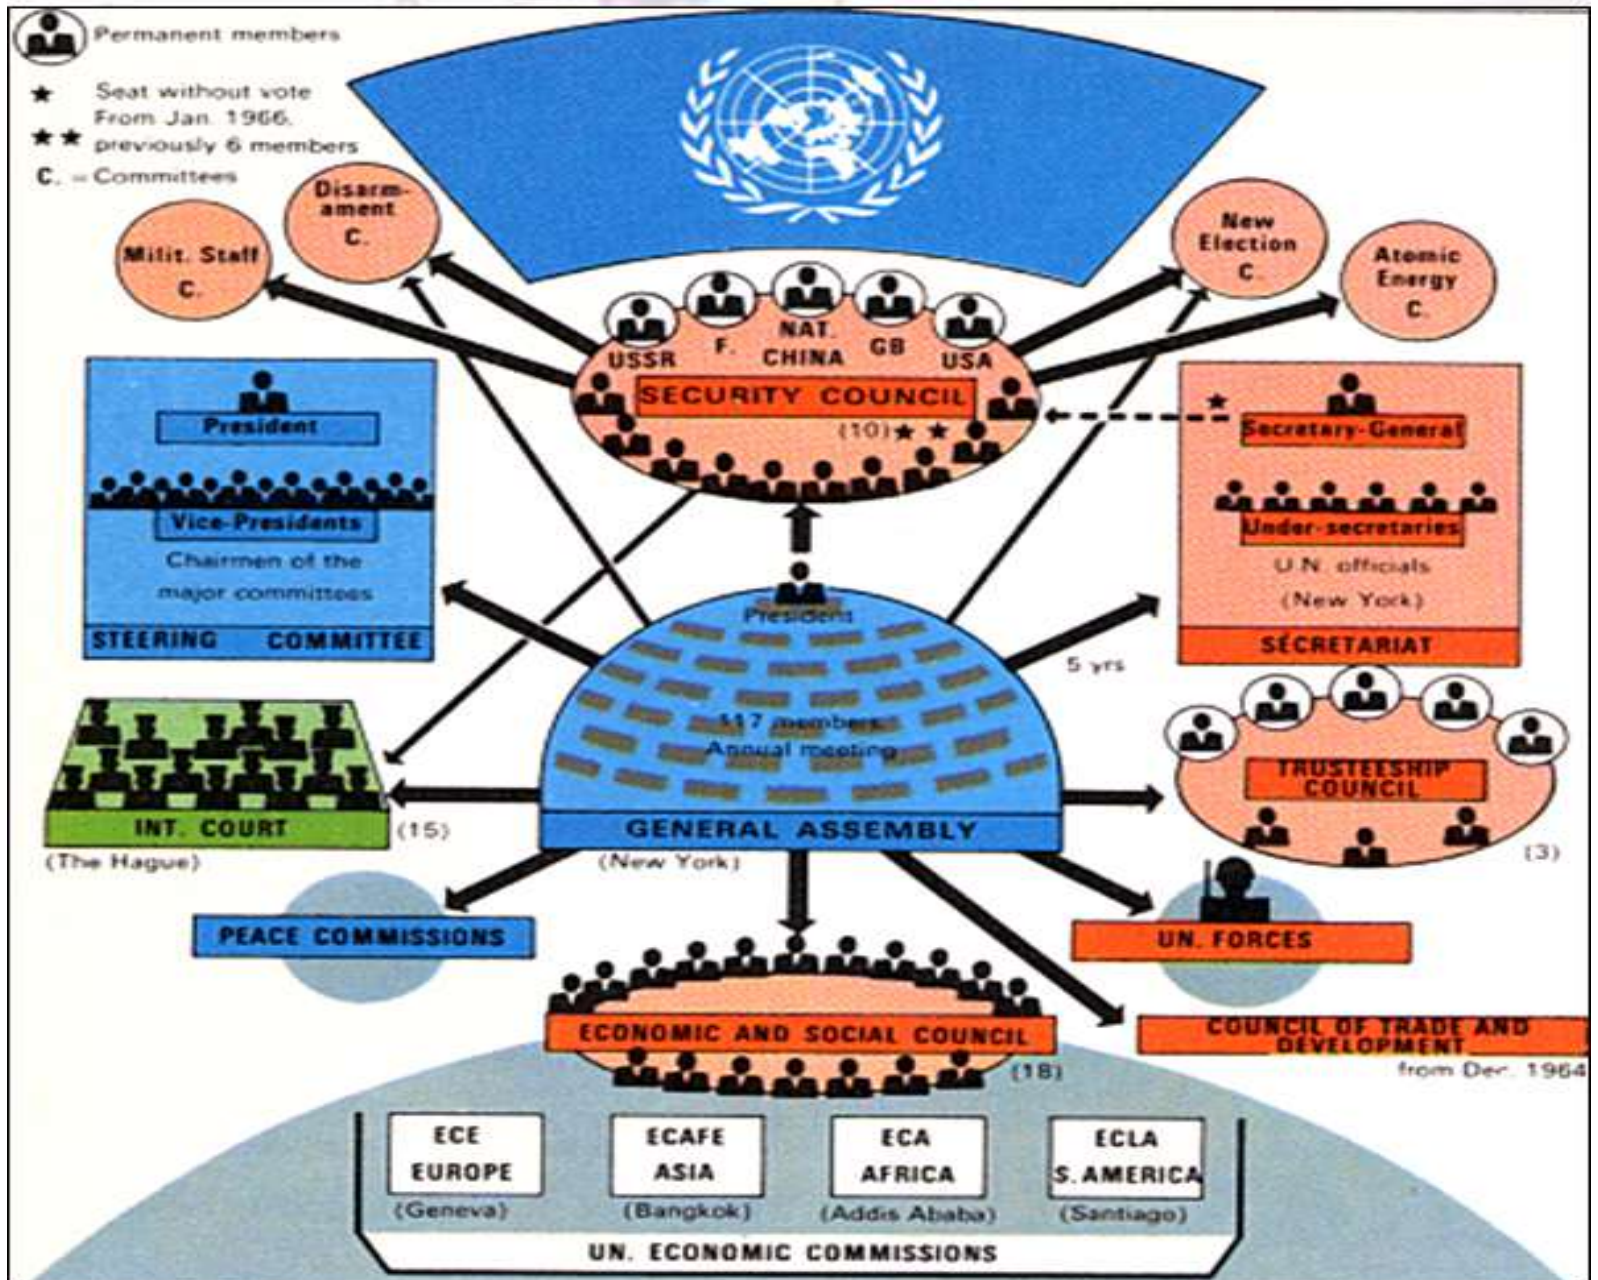 Permanent members
★ Seat without vote
From Jan. 1966.
★★ previously 6 members
C. = Committees
Disarm-
ament
C.
Milit. Staff
C.
New
Election
C.
Atomic
Energy
C.
USSR
F.
NAT.
CHINA
GB
USA
SECURITY COUNCIL
(10) ★ ★
President
Vice-Presidents
Chairmen of the
major committees
STEERING COMMITTEE
★
Secretary-General
Under-secretaries
U.N. officials
(New York)
SECRETARIAT
5 yrs
President
117 members
Annual meeting
GENERAL ASSEMBLY
(New York)
INT. COURT
(15)
(The Hague)
TRUSTEESHIP
COUNCIL
(3)
PEACE COMMISSIONS
UN. FORCES
ECONOMIC AND SOCIAL COUNCIL
(18)
COUNCIL OF TRADE AND
DEVELOPMENT
from Dec. 1964
ECE
EUROPE
(Geneva)
ECAFE
ASIA
(Bangkok)
ECA
AFRICA
(Addis Ababa)
ECLA
S. AMERICA
(Santiago)
UN. ECONOMIC COMMISSIONS